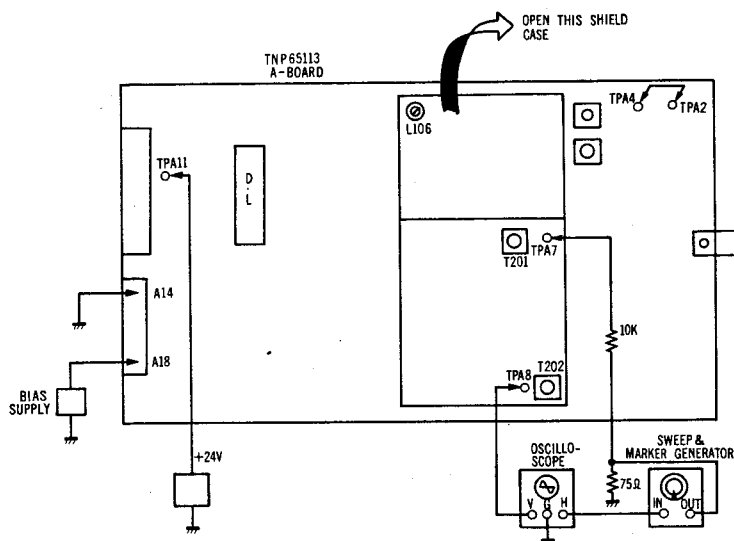 OPEN THIS SHIELD
CASE
TNP65113
A-BOARD
TPA4
TPA2
L106
TPA11
D.L
T201
TPA7
A14
10K
A18
TPA8
T202
BIAS
SUPPLY
+24V
OSCILLO-
SCOPE
SWEEP &
MARKER GENERATOR
75Ω
V G H
IN OUT